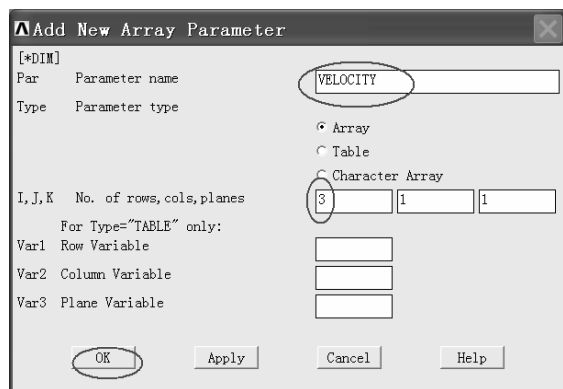 Add New Array Parameter
[*DIM]
Par Parameter name VELOCITY
Type Parameter type
Array
Table
Character Array
I,J,K No. of rows,cols,planes 3 1 1
For Type="TABLE" only:
Var1 Row Variable
Var2 Column Variable
Var3 Plane Variable
OK Apply Cancel Help